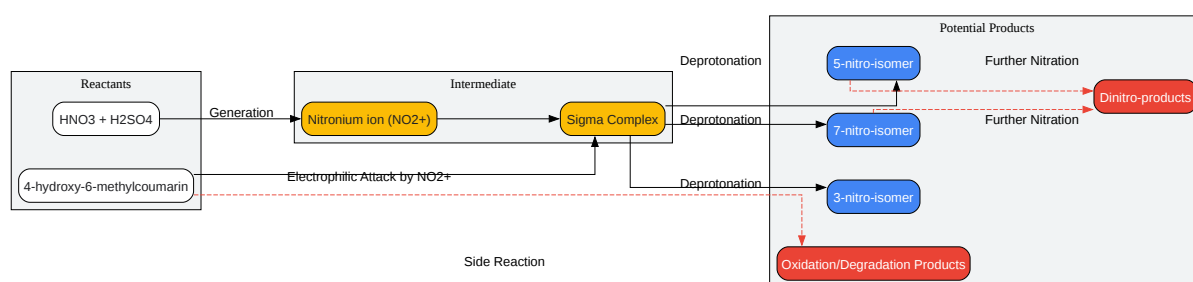 Potential Products
Deprotonation
5-nitro-isomer
Further Nitration
Reactants
Intermediate
Dinitro-products
HNO3 + H2SO4
Generation
Nitronium ion (NO2+)
Sigma Complex
Deprotonation
7-nitro-isomer
Further Nitration
4-hydroxy-6-methylcoumarin
Electrophilic Attack by NO2+
Deprotonation
3-nitro-isomer
Side Reaction
Oxidation/Degradation Products